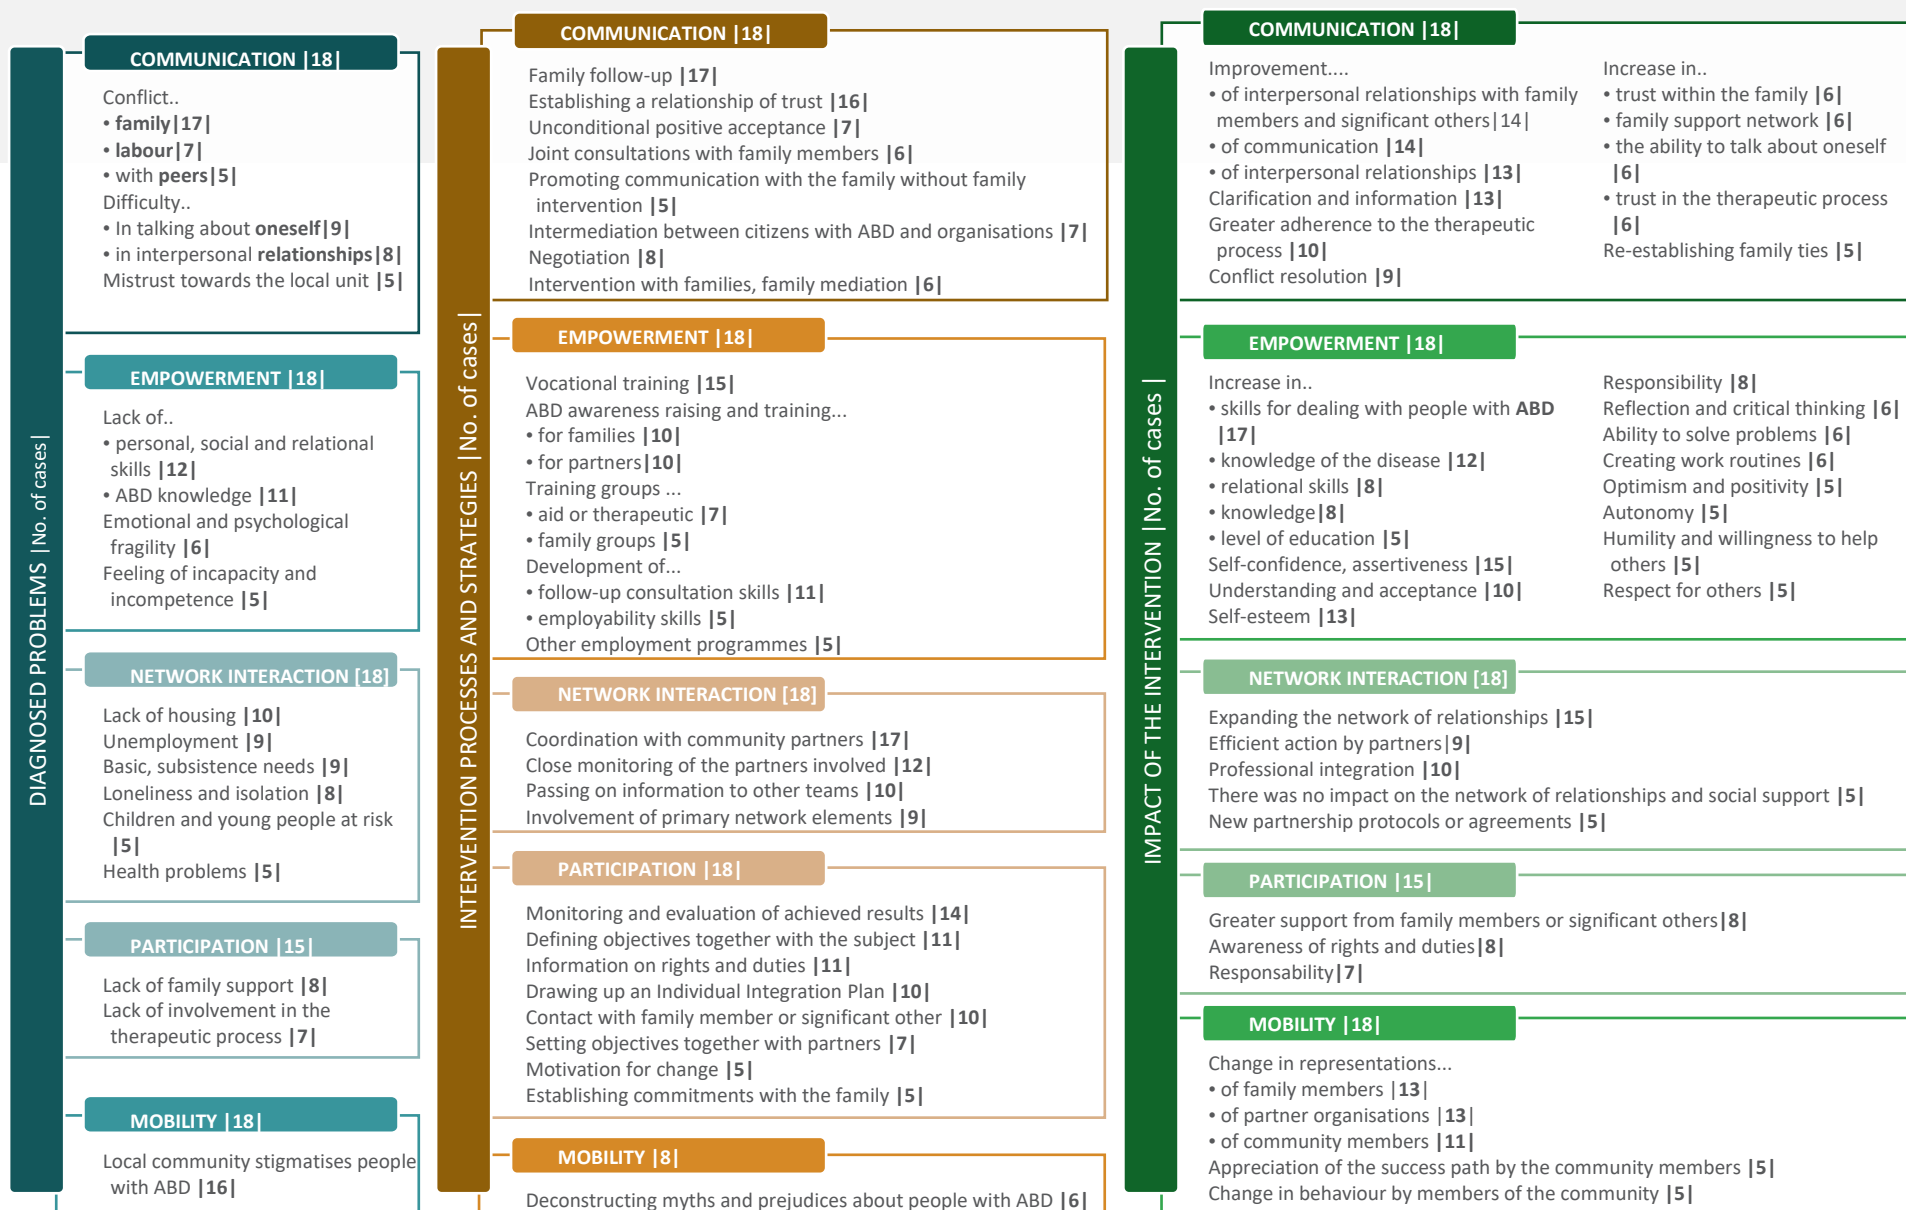 DIAGNOSED PROBLEMS |No. of cases|
COMMUNICATION |18|
Conflict..
• family|17|
• labour|7|
• with peers|5|
Difficulty..
• In talking about oneself|9|
• in interpersonal relationships|8|
Mistrust towards the local unit |5|
EMPOWERMENT |18|
Lack of..
• personal, social and relational
skills |12|
• ABD knowledge |11|
Emotional and psychological
fragility |6|
Feeling of incapacity and
incompetence |5|
NETWORK INTERACTION [18]
Lack of housing |10|
Unemployment |9|
Basic, subsistence needs |9|
Loneliness and isolation |8|
Children and young people at risk
|5|
Health problems |5|
PARTICIPATION |15|
Lack of family support |8|
Lack of involvement in the
therapeutic process |7|
MOBILITY |18|
Local community stigmatises people
with ABD |16|
INTERVENTION PROCESSES AND STRATEGIES |No. of cases|
COMMUNICATION |18|
Family follow-up |17|
Establishing a relationship of trust |16|
Unconditional positive acceptance |7|
Joint consultations with family members |6|
Promoting communication with the family without family
intervention |5|
Intermediation between citizens with ABD and organisations |7|
Negotiation |8|
Intervention with families, family mediation |6|
EMPOWERMENT |18|
Vocational training |15|
ABD awareness raising and training...
• for families |10|
• for partners|10|
Training groups ...
• aid or therapeutic |7|
• family groups |5|
Development of...
• follow-up consultation skills |11|
• employability skills |5|
Other employment programmes |5|
NETWORK INTERACTION [18]
Coordination with community partners |17|
Close monitoring of the partners involved |12|
Passing on information to other teams |10|
Involvement of primary network elements |9|
PARTICIPATION |18|
Monitoring and evaluation of achieved results |14|
Defining objectives together with the subject |11|
Information on rights and duties |11|
Drawing up an Individual Integration Plan |10|
Contact with family member or significant other |10|
Setting objectives together with partners |7|
Motivation for change |5|
Establishing commitments with the family |5|
MOBILITY |8|
Deconstructing myths and prejudices about people with ABD |6|
IMPACT OF THE INTERVENTION |No. of cases |
COMMUNICATION |18|
Improvement....
• of interpersonal relationships with family
members and significant others|14|
• of communication |14|
• of interpersonal relationships |13|
Clarification and information |13|
Greater adherence to the therapeutic
process |10|
Conflict resolution |9|
Increase in..
• trust within the family |6|
• family support network |6|
• the ability to talk about oneself
|6|
• trust in the therapeutic process
|6|
Re-establishing family ties |5|
EMPOWERMENT |18|
Increase in..
• skills for dealing with people with ABD
|17|
• knowledge of the disease |12|
• relational skills |8|
• knowledge|8|
• level of education |5|
Self-confidence, assertiveness |15|
Understanding and acceptance |10|
Self-esteem |13|
Responsibility |8|
Reflection and critical thinking |6|
Ability to solve problems |6|
Creating work routines |6|
Optimism and positivity |5|
Autonomy |5|
Humility and willingness to help
others |5|
Respect for others |5|
NETWORK INTERACTION [18]
Expanding the network of relationships |15|
Efficient action by partners|9|
Professional integration |10|
There was no impact on the network of relationships and social support |5|
New partnership protocols or agreements |5|
PARTICIPATION |15|
Greater support from family members or significant others|8|
Awareness of rights and duties|8|
Responsability|7|
MOBILITY |18|
Change in representations...
• of family members |13|
• of partner organisations |13|
• of community members |11|
Appreciation of the success path by the community members |5|
Change in behaviour by members of the community |5|